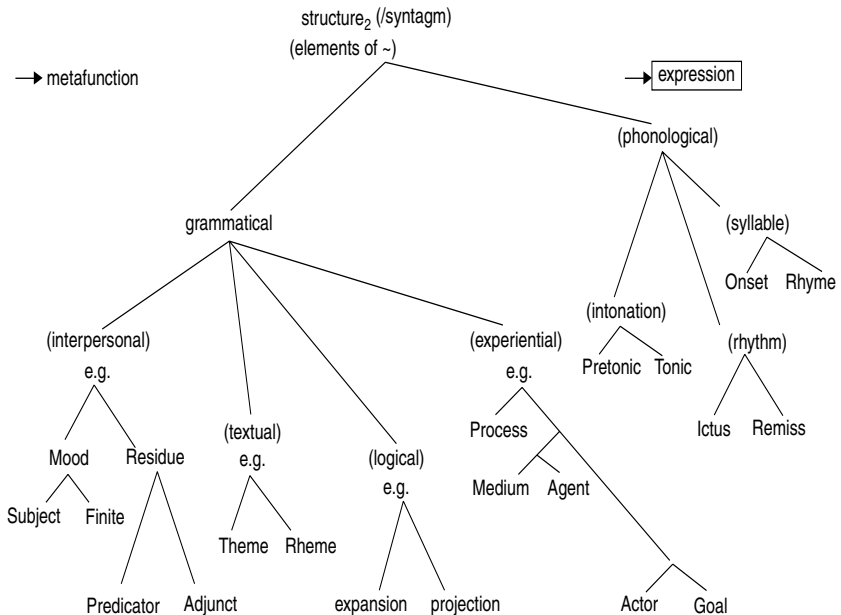 structure₂ (/syntagm)
(elements of ~)
metafunction
expression
(phonological)
grammatical
(syllable)
Onset Rhyme
(intonation)
(interpersonal)
(experiential)
(rhythm)
e.g.
e.g.
Pretonic Tonic
(textual)
Process
Ictus Remiss
Mood Residue
e.g.
(logical)
e.g.
Medium Agent
Subject Finite
Theme Rheme
Predicator Adjunct
expansion projection
Actor Goal